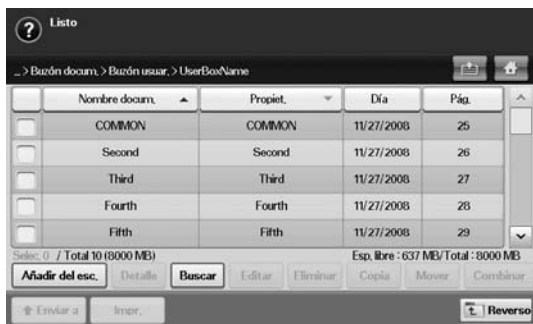 ? Listo
_ > Buzón docum. > Buzón usuar. > UserBoxName
Nombre docum. Propiet. Día Pág.
COMMON COMMON 11/27/2008 25
Second Second 11/27/2008 26
Third Third 11/27/2008 27
Fourth Fourth 11/27/2008 28
Fifth Fifth 11/27/2008 29
Selec. 0 / Total 10 (8000 MB) Esp. libre : 637 MB/Total : 8000 MB
Añadir del esc. Detalle Buscar Editar Eliminar Copia Mover Combinar
Enviar a Impr. Reverso